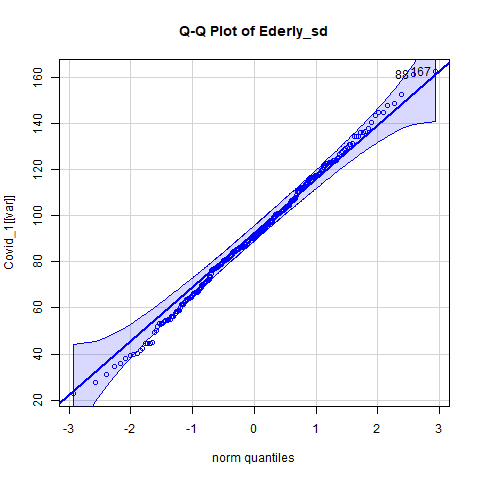 Q-Q Plot of Ederly_sd
88 167
160
140
120
100
80
60
40
20
Covid_1[[var]]
-3 -2 -1 0 1 2 3
norm quantiles